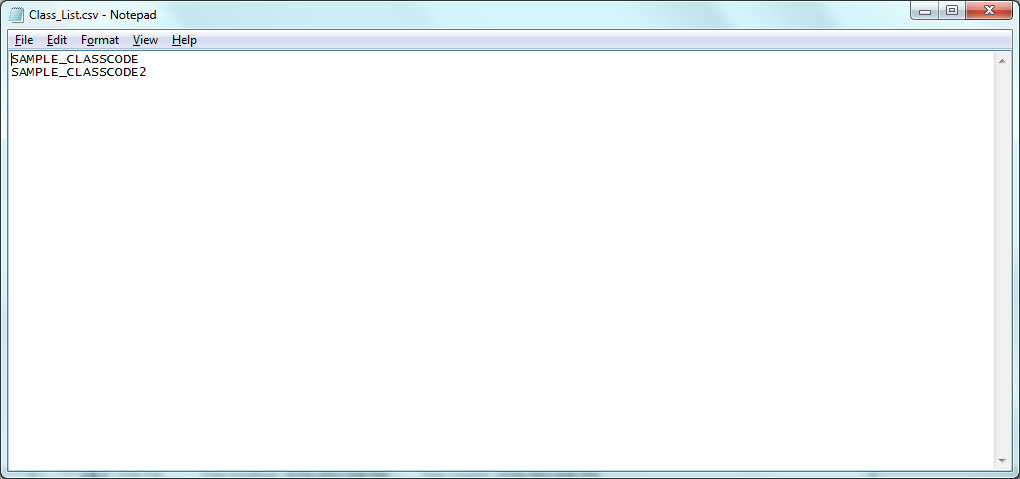 Class_List.csv - Notepad
File Edit Format View Help
SAMPLE_CLASSCODE
SAMPLE_CLASSCODE2